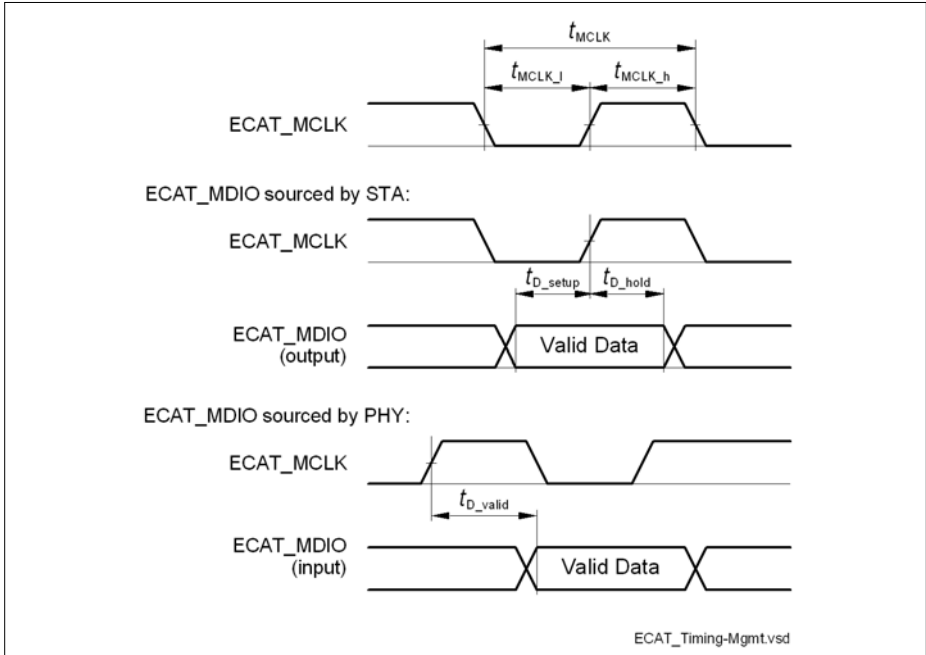 tMCLK
tMCLK_l tMCLK_h
ECAT_MCLK
ECAT_MDIO sourced by STA:
ECAT_MCLK
tD_setup tD_hold
ECAT_MDIO
(output)
Valid Data
ECAT_MDIO sourced by PHY:
ECAT_MCLK
tD_valid
ECAT_MDIO
(input)
Valid Data
ECAT_Timing-Mgmt.vsd